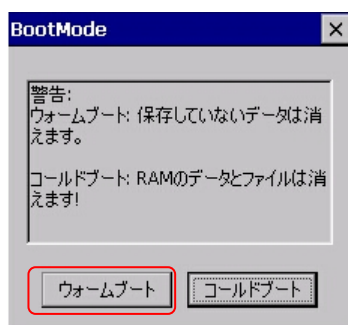 BootMode
警告:
ウォームブート: 保存していないデータは消
えます。
コールドブート: RAMのデータとファイルは消
えます!
ウォームブート
コールドブート